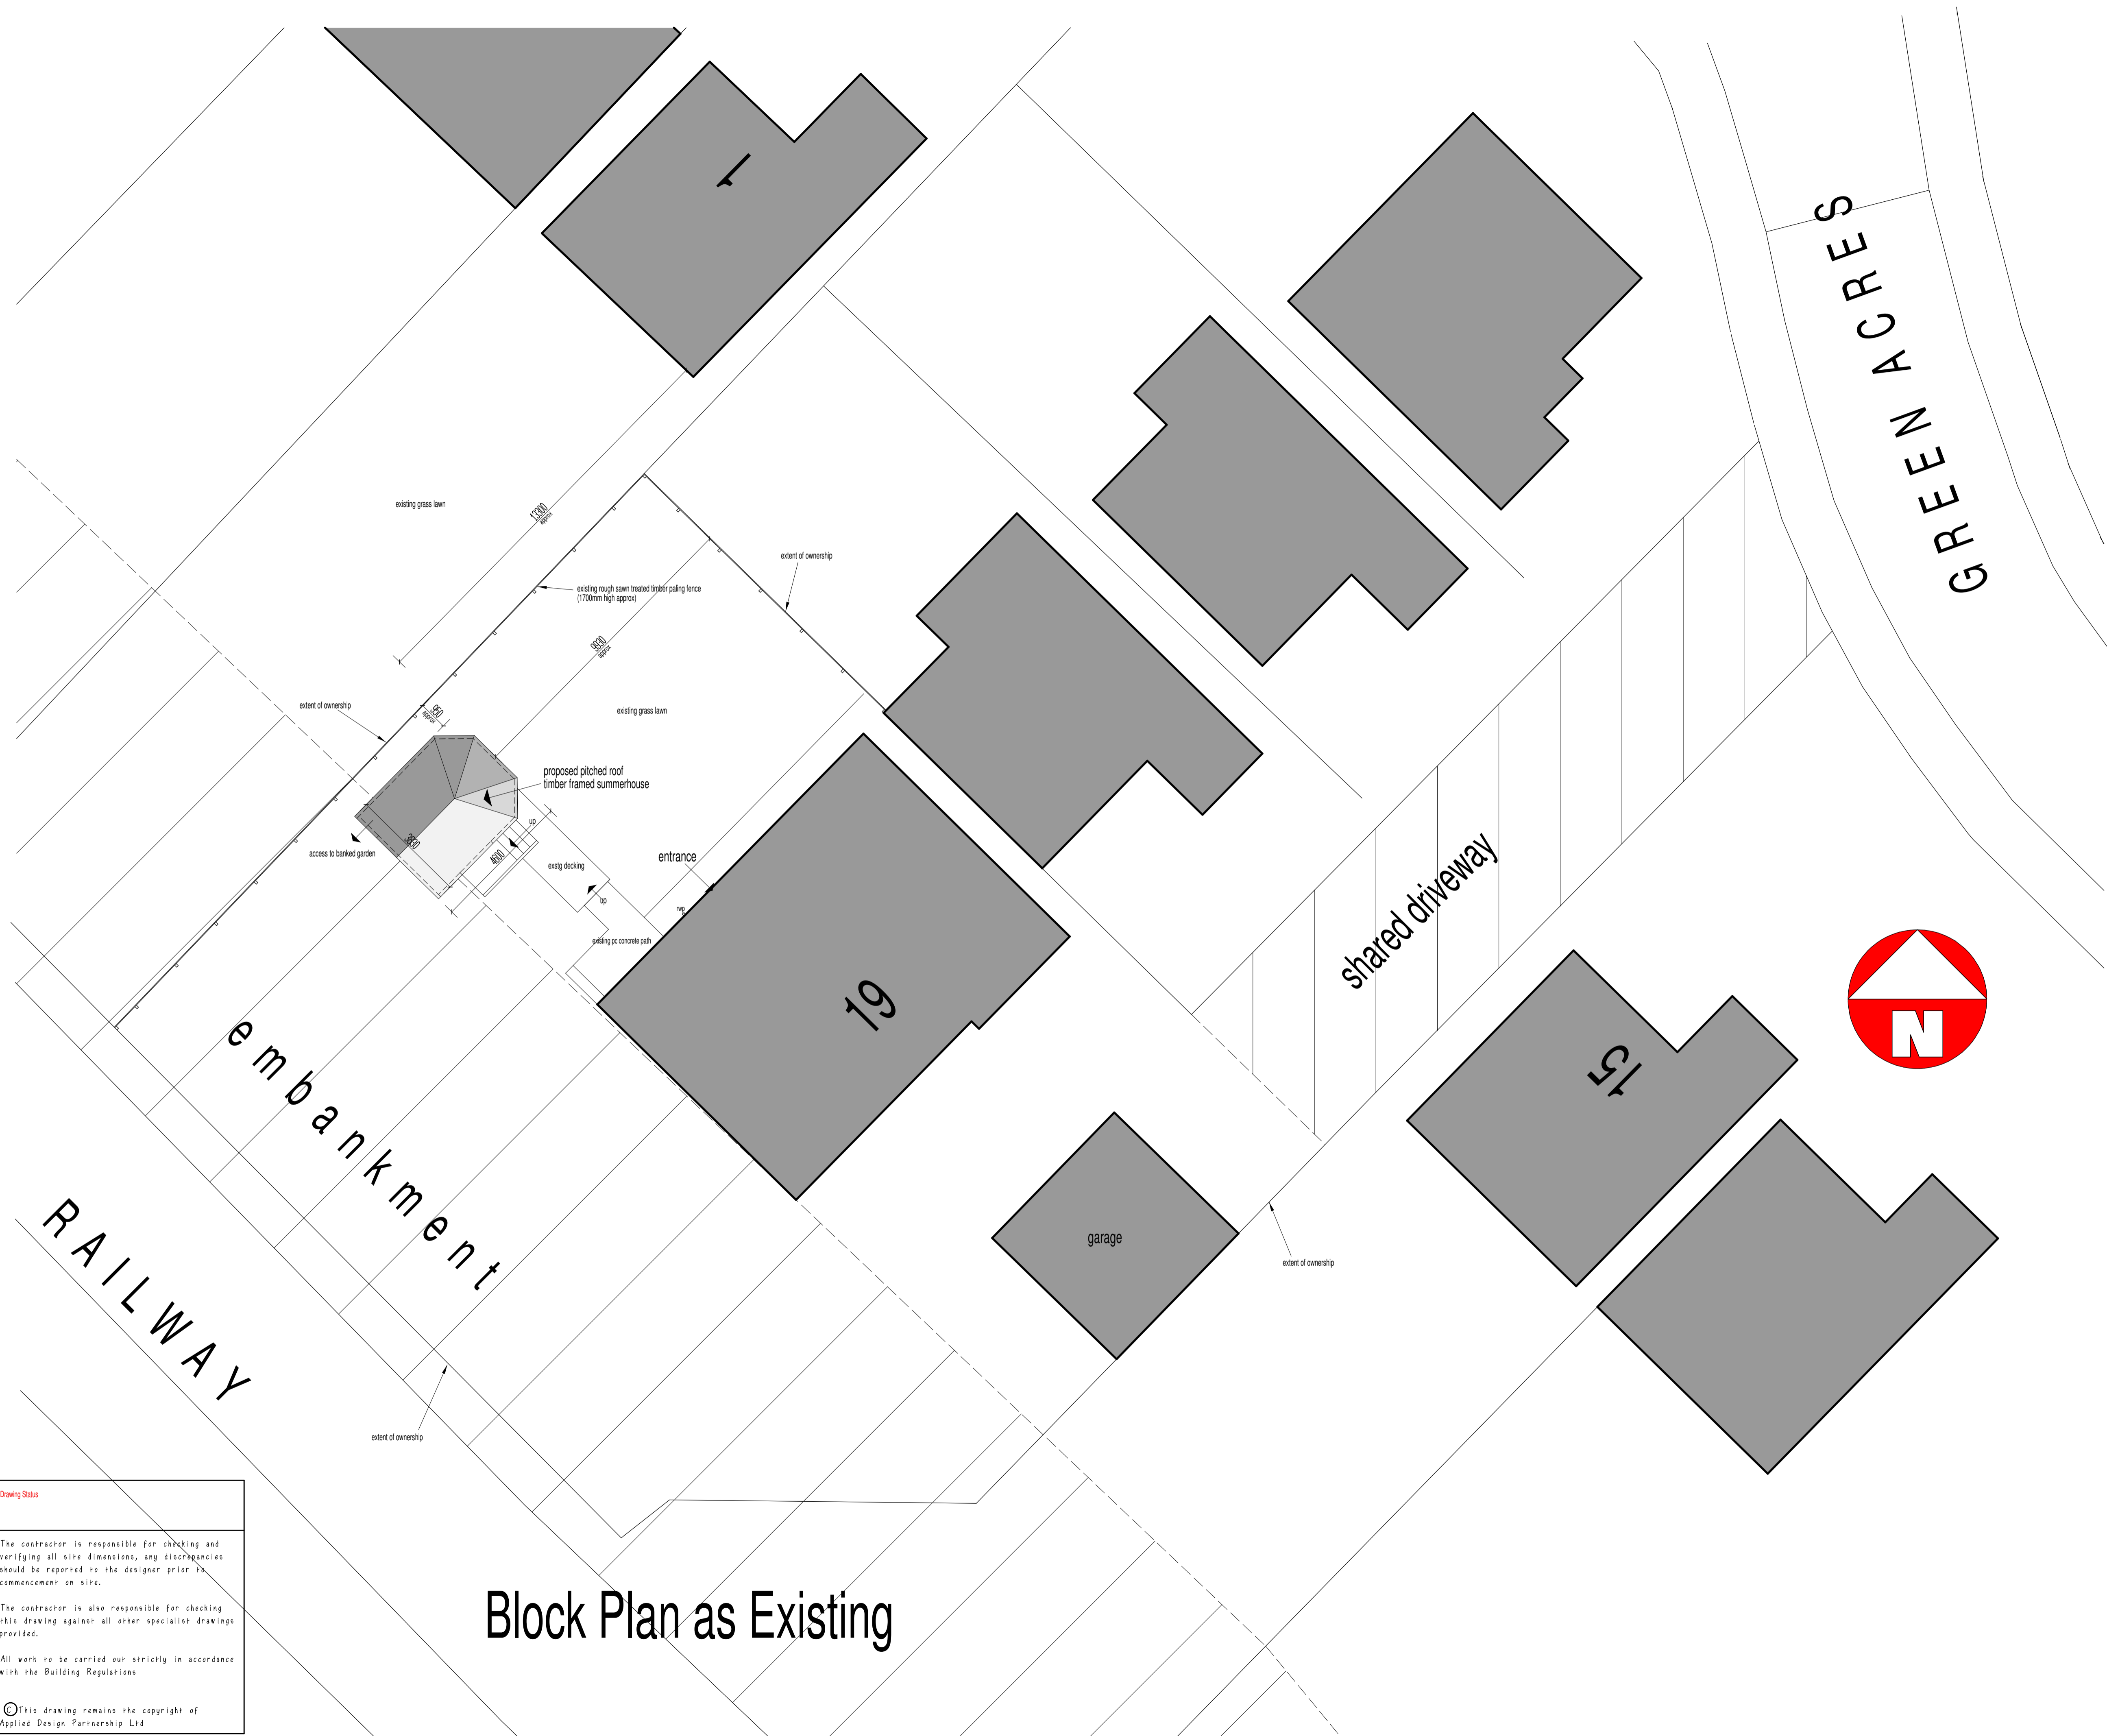 1
GREEN ACRES
existing grass lawn
13300
approx
extent of ownership
existing rough sawn treated timber paling fence
(1700mm high approx)
9930
approx
extent of ownership
950
approx
existing grass lawn
proposed pitched roof
timber framed summerhouse
up
3830
access to banked garden
4600
exstg decking
entrance
up
rwp
existing pc concrete path
shared driveway
19
15
N
embankment
RAILWAY
garage
extent of ownership
extent of ownership
Drawing Status
The contractor is responsible for checking and
verifying all site dimensions, any discrepancies
should be reported to the designer prior to
commencement on site.
The contractor is also responsible for checking
this drawing against all other specialist drawings
provided.
All work to be carried out strictly in accordance
with the Building Regulations
©This drawing remains the copyright of
Applied Design Partnership Ltd
Block Plan as Existing